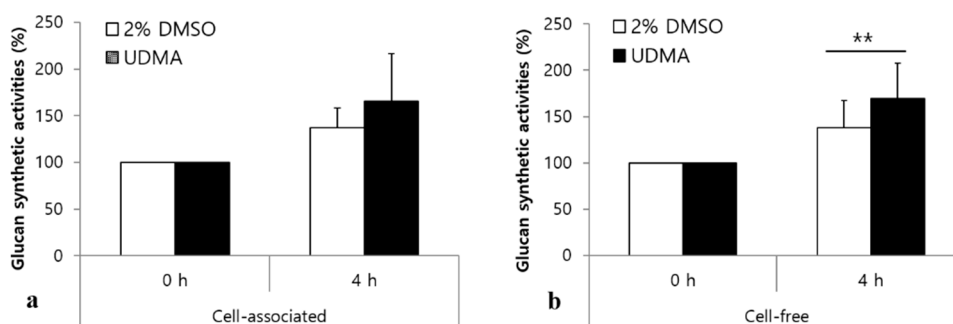 Glucan synthetic activities (%)
250
200
150
100
50
0
2% DMSO
UDMA
0 h
4 h
Cell-associated
a
Glucan synthetic activities (%)
250
200
150
100
50
0
2% DMSO
UDMA
**
0 h
4 h
Cell-free
b